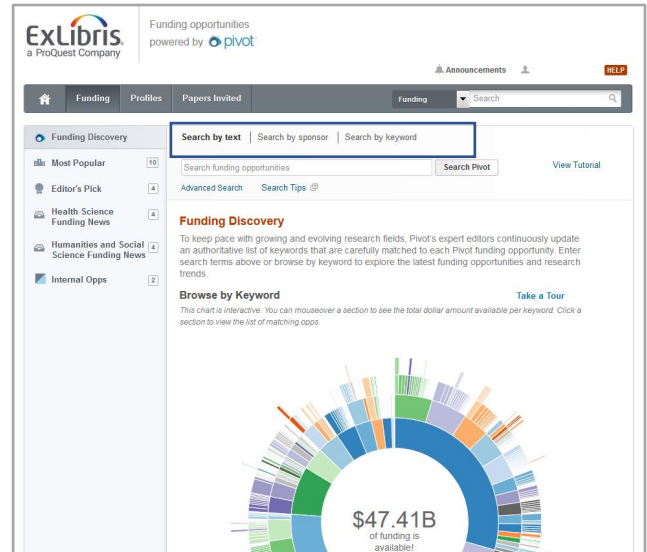 ExLibris.
a ProQuest Company
Funding opportunities
powered by pivot
Announcements
HELP
Funding Profiles Papers Invited
Funding Search
Funding Discovery
Most Popular 10
Editor's Pick 4
Health Science 4
Funding News
Humanities and Social 4
Science Funding News
Internal Opps 2
Search by text | Search by sponsor | Search by keyword
Search funding opportunities Search Pivot View Tutorial
Advanced Search Search Tips
Funding Discovery
To keep pace with growing and evolving research fields, Pivot's expert editors continuously update
an authoritative list of keywords that are carefully matched to each Pivot funding opportunity. Enter
search terms above or browse by keyword to explore the latest funding opportunities and research
trends.
Browse by Keyword Take a Tour
This chart is interactive. You can mouseover a section to see the total dollar amount available per keyword. Click a
section to view the list of matching opps.
$47.41B
of funding is
available!